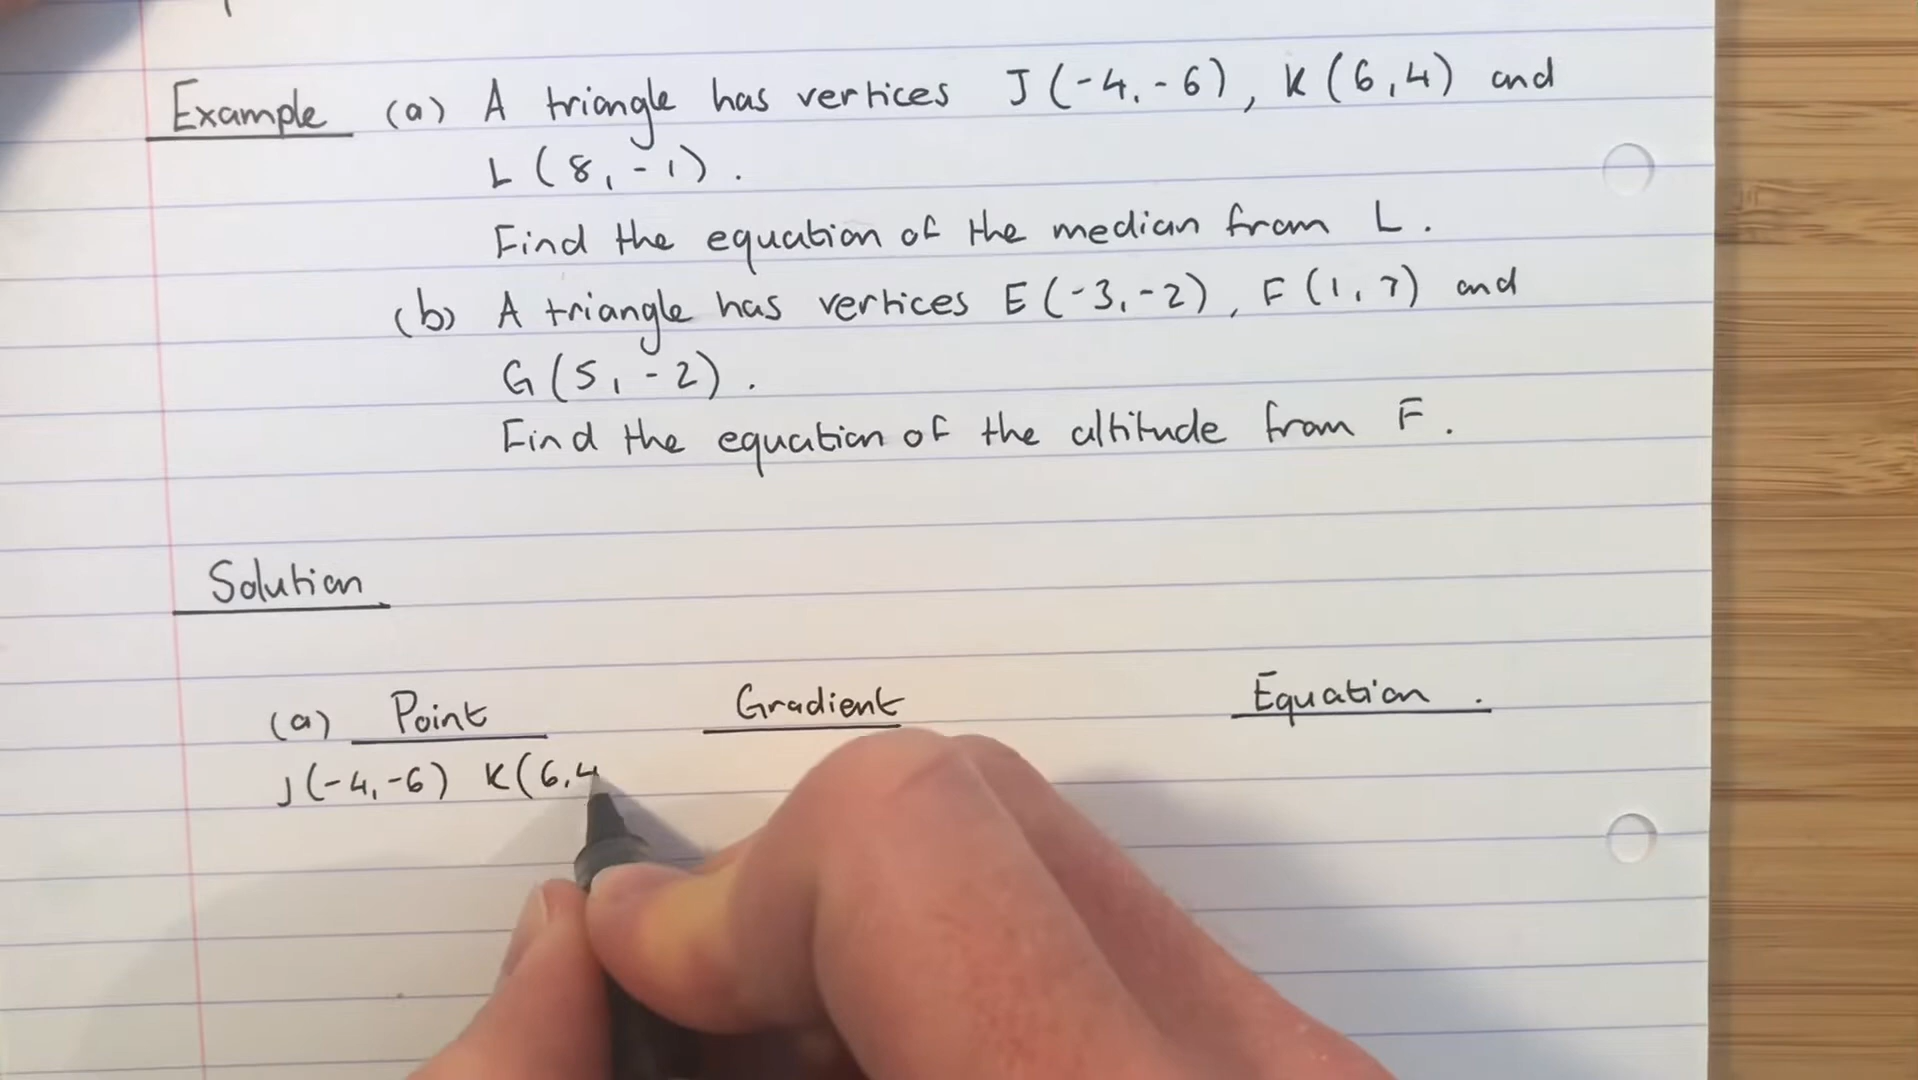 Example (a) A triangle has vertices J(-4,-6), K(6,4) and
L(8,-1).
Find the equation of the median from L.
(b) A triangle has vertices E(-3,-2), F(1,7) and
G(5,-2).
Find the equation of the altitude from F.
Solution
(a) Point Gradient Equation.
J(-4,-6) K(6,4